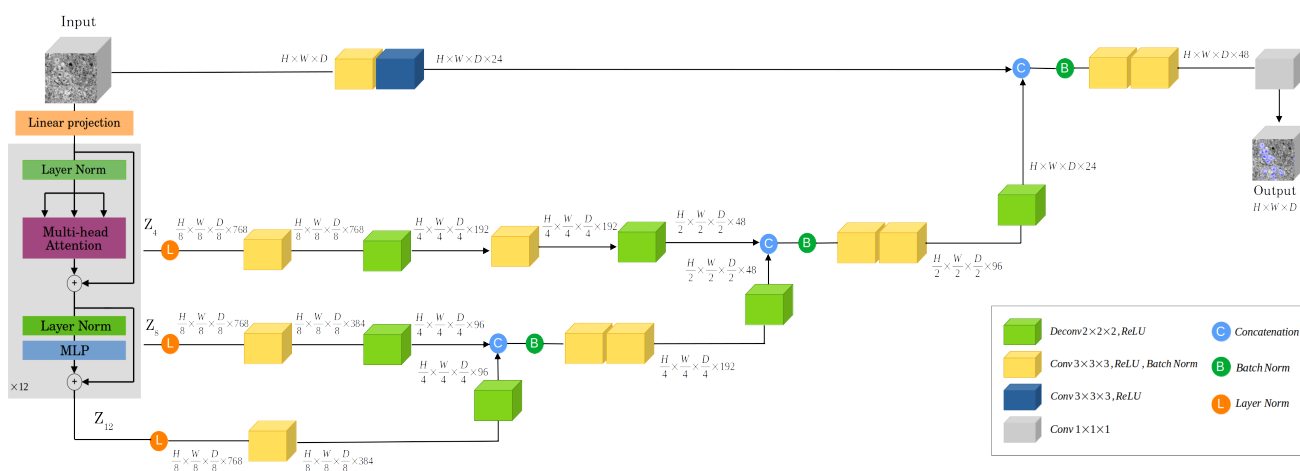 Input
H×W×D
H×W×D×24
C
B
H×W×D×48
Linear projection
Layer Norm
H×W×D×24
Output
H×W×D
Multi-head
Attention
Z4
L
H/8×W/8×D/8×768
H/8×W/8×D/8×768
H/4×W/4×D/4×192
H/4×W/4×D/4×192
H/2×W/2×D/2×48
C
B
H/2×W/2×D/2×48
H/2×W/2×D/2×96
+
Layer Norm
MLP
+
×12
Z8
L
H/8×W/8×D/8×768
H/8×W/8×D/8×384
H/4×W/4×D/4×96
C
B
H/4×W/4×D/4×96
H/4×W/4×D/4×192
Z12
L
H/8×W/8×D/8×768
H/8×W/8×D/8×384
Deconv 2×2×2, ReLU
C Concatenation
Conv 3×3×3, ReLU, Batch Norm
B Batch Norm
Conv 3×3×3, ReLU
L Layer Norm
Conv 1×1×1